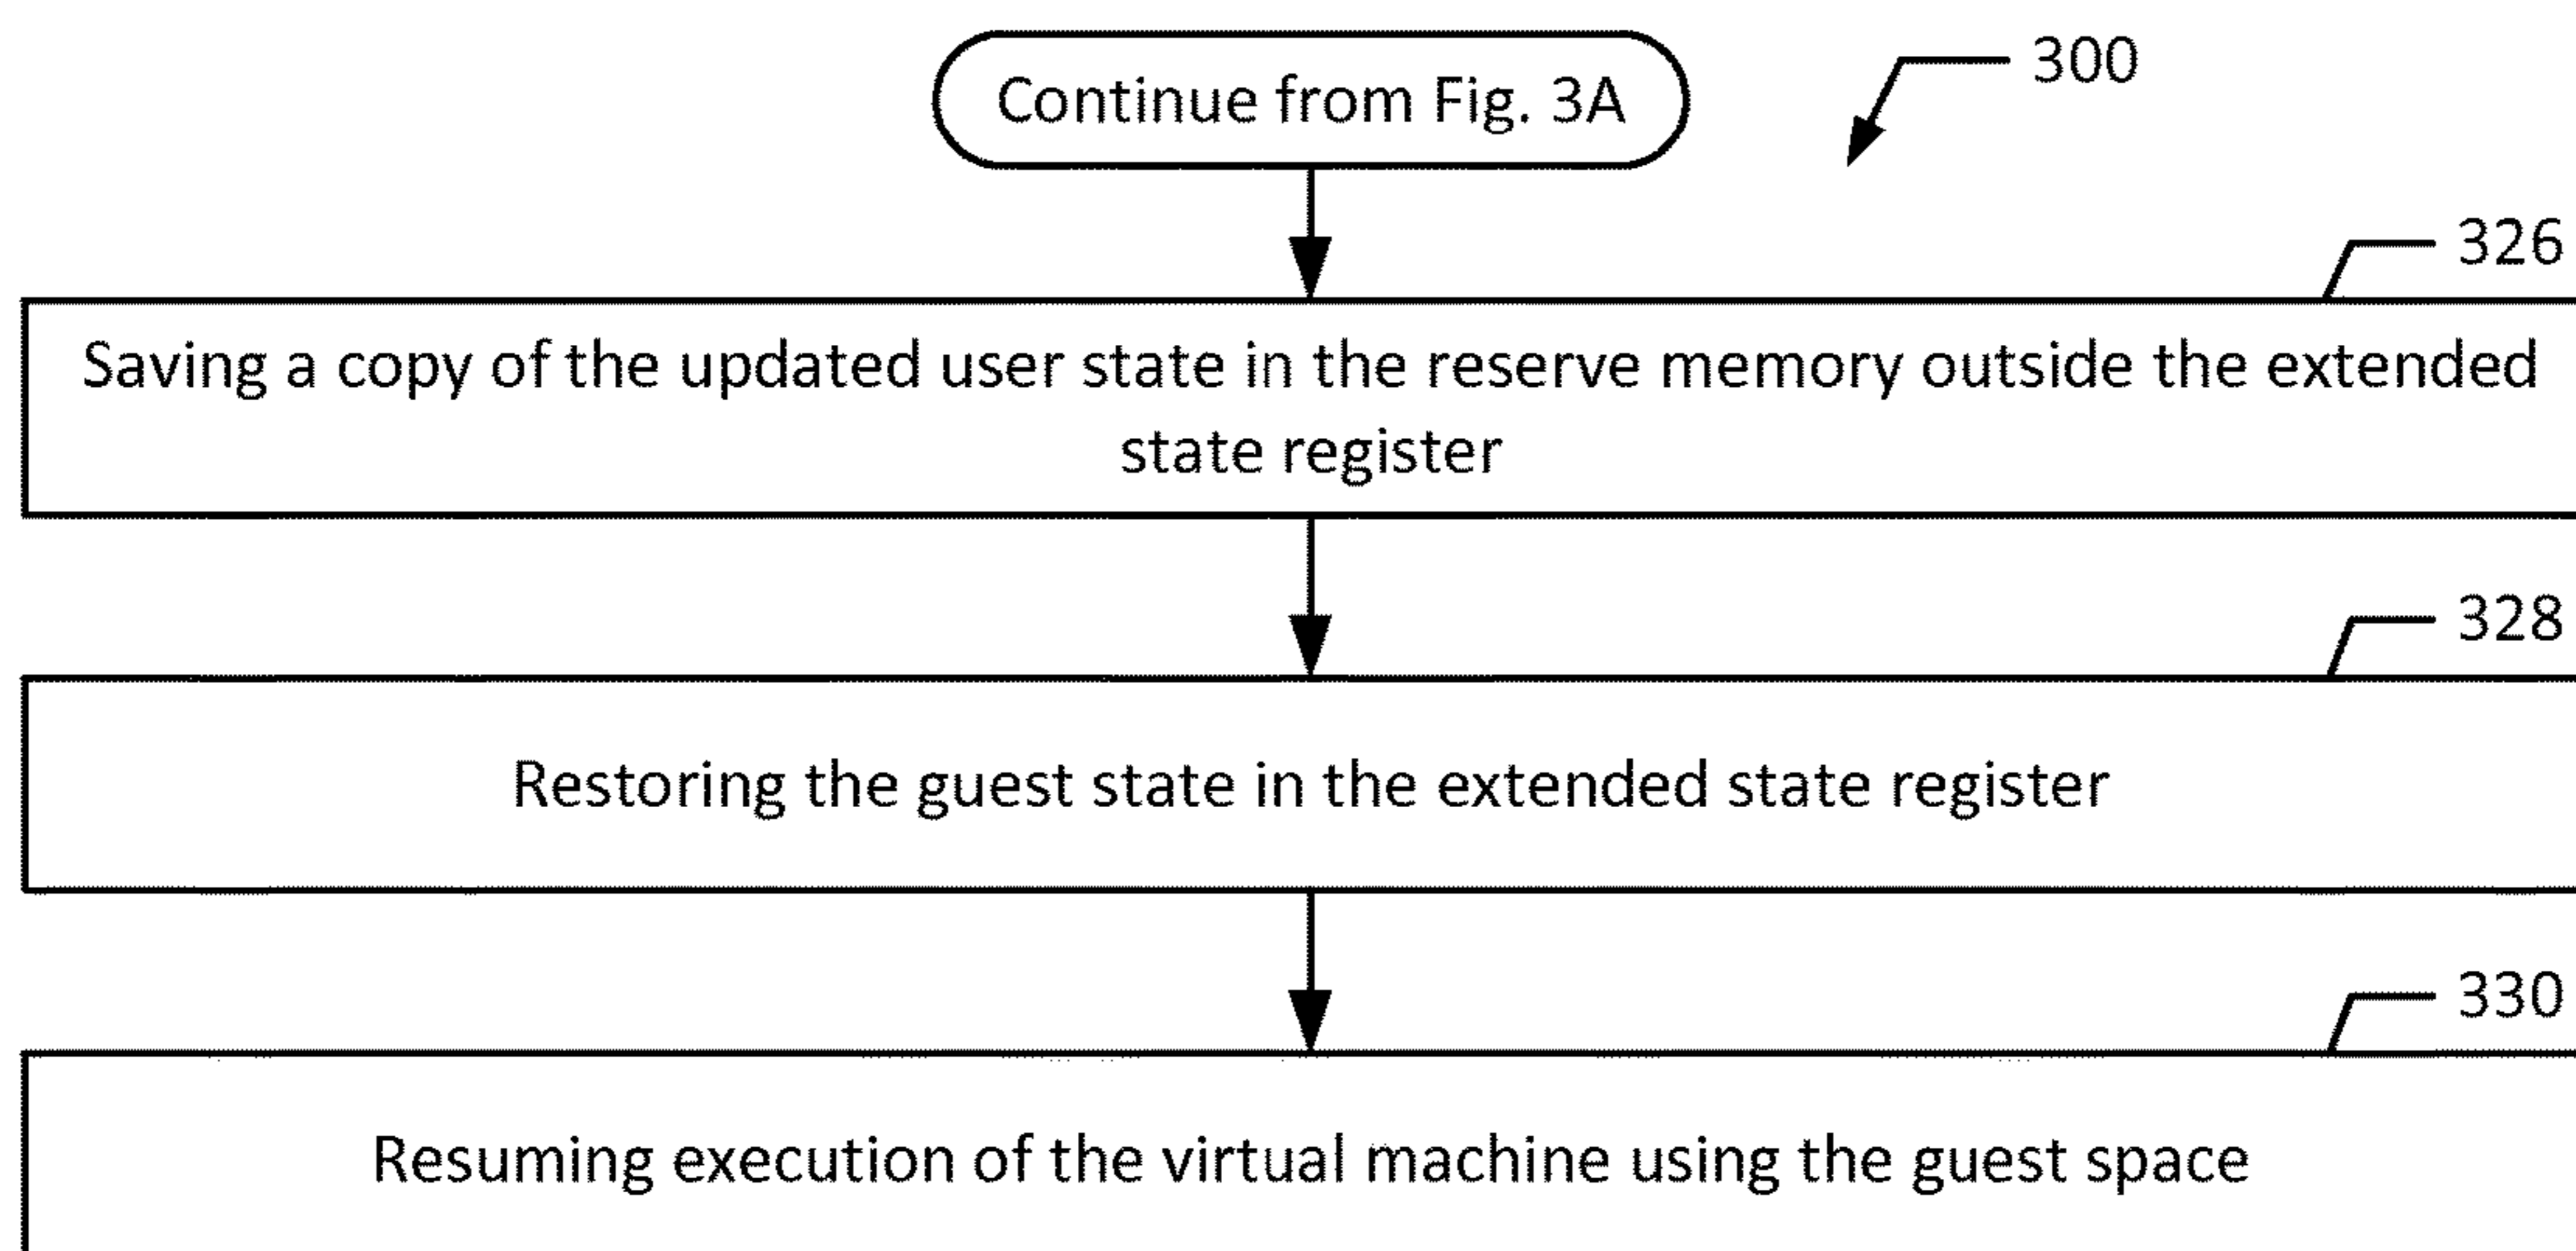 Continue from Fig. 3A
300
326
Saving a copy of the updated user state in the reserve memory outside the extended
state register
328
Restoring the guest state in the extended state register
330
Resuming execution of the virtual machine using the guest space